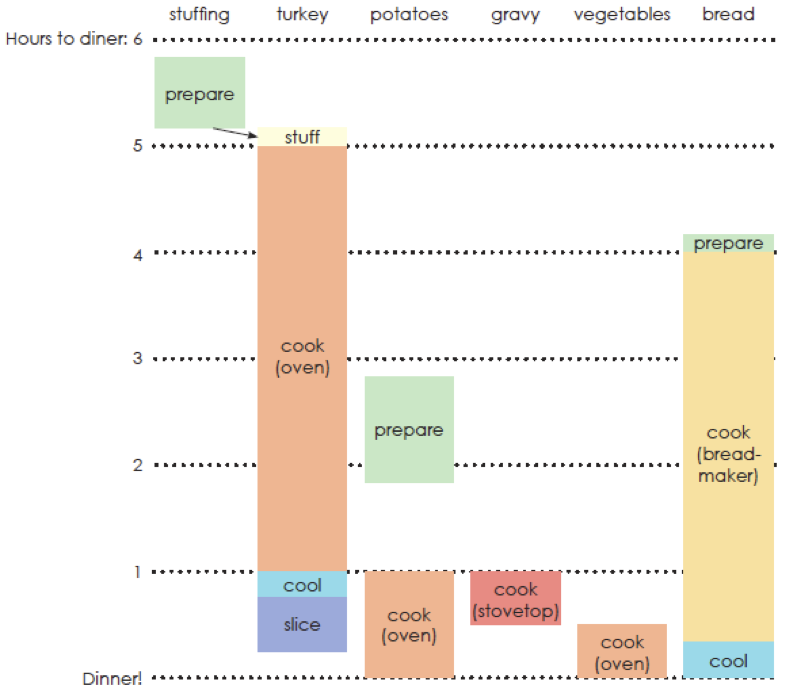 stuffing turkey potatoes gravy vegetables bread
Hours to diner: 6
prepare
stuff
5
prepare
4
cook
(oven)
3
prepare
cook
(bread-
maker)
2
1
cool
cook
(stovetop)
slice
cook
(oven)
cook
(oven)
cool
Dinner!